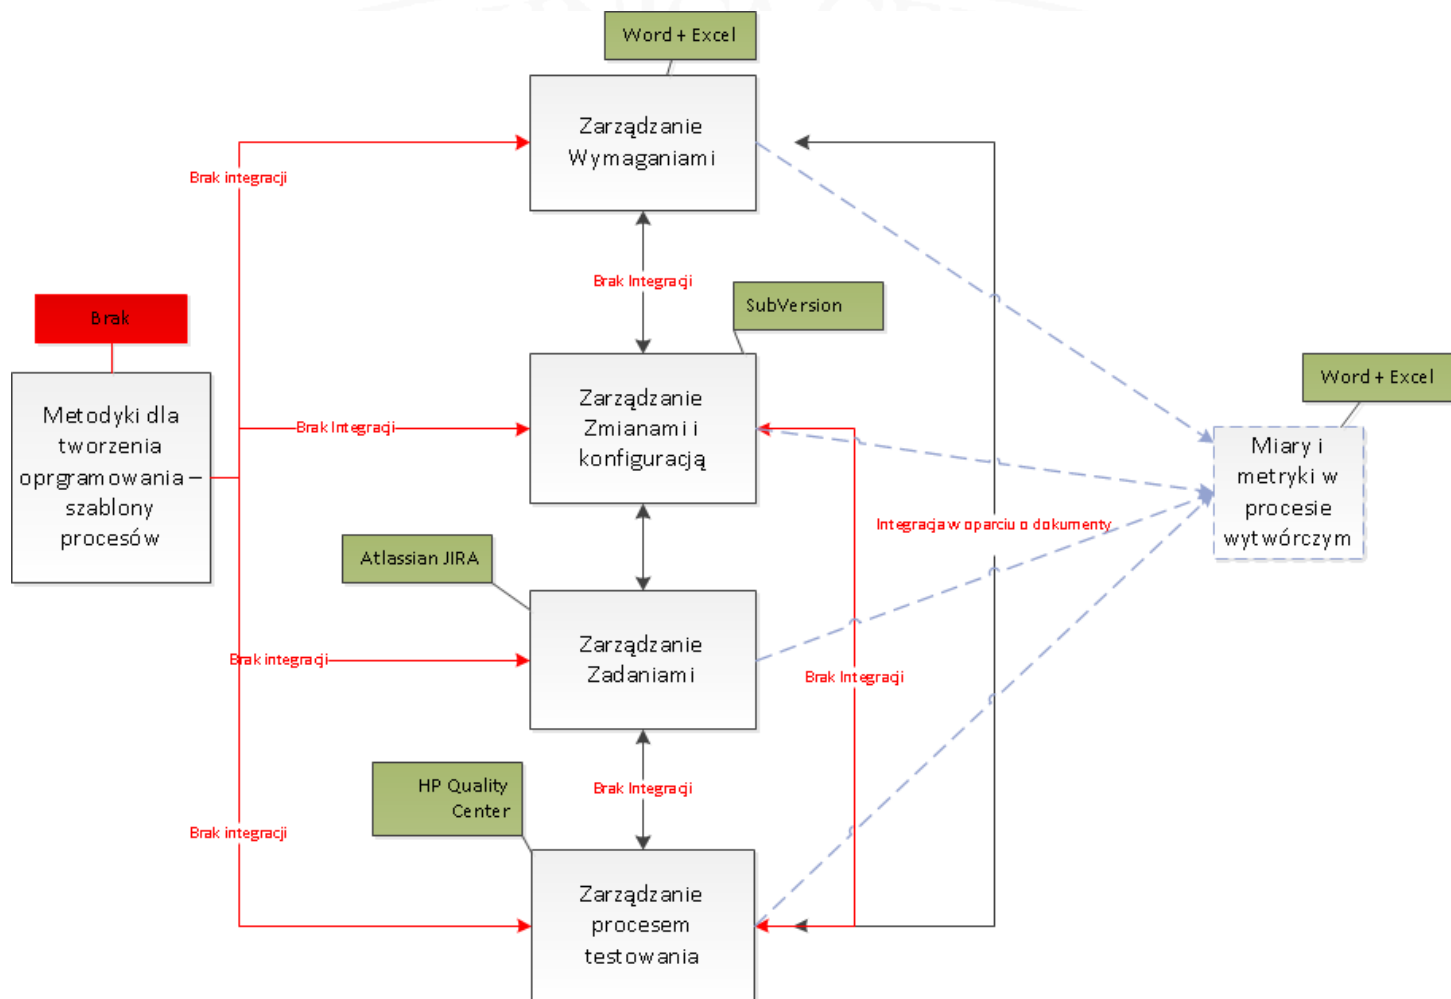 Word + Excel
Zarządzanie
Wymaganiami
Brak integracji
Brak Integracji
SubVersion
Brak
Metodyki dla
tworzenia
oprgramowania –
szablony
procesów
Zarządzanie
Zmianami i
konfiguracją
Brak Integracji
Word + Excel
Miary i
metryki w
procesie
wytwórczym
Integracja w oparciu o dokumenty
Atlassian JIRA
Zarządzanie
Zadaniami
Brak integracji
Brak Integracji
HP Quality
Center
Brak Integracji
Brak integracji
Zarządzanie
procesem
testowania